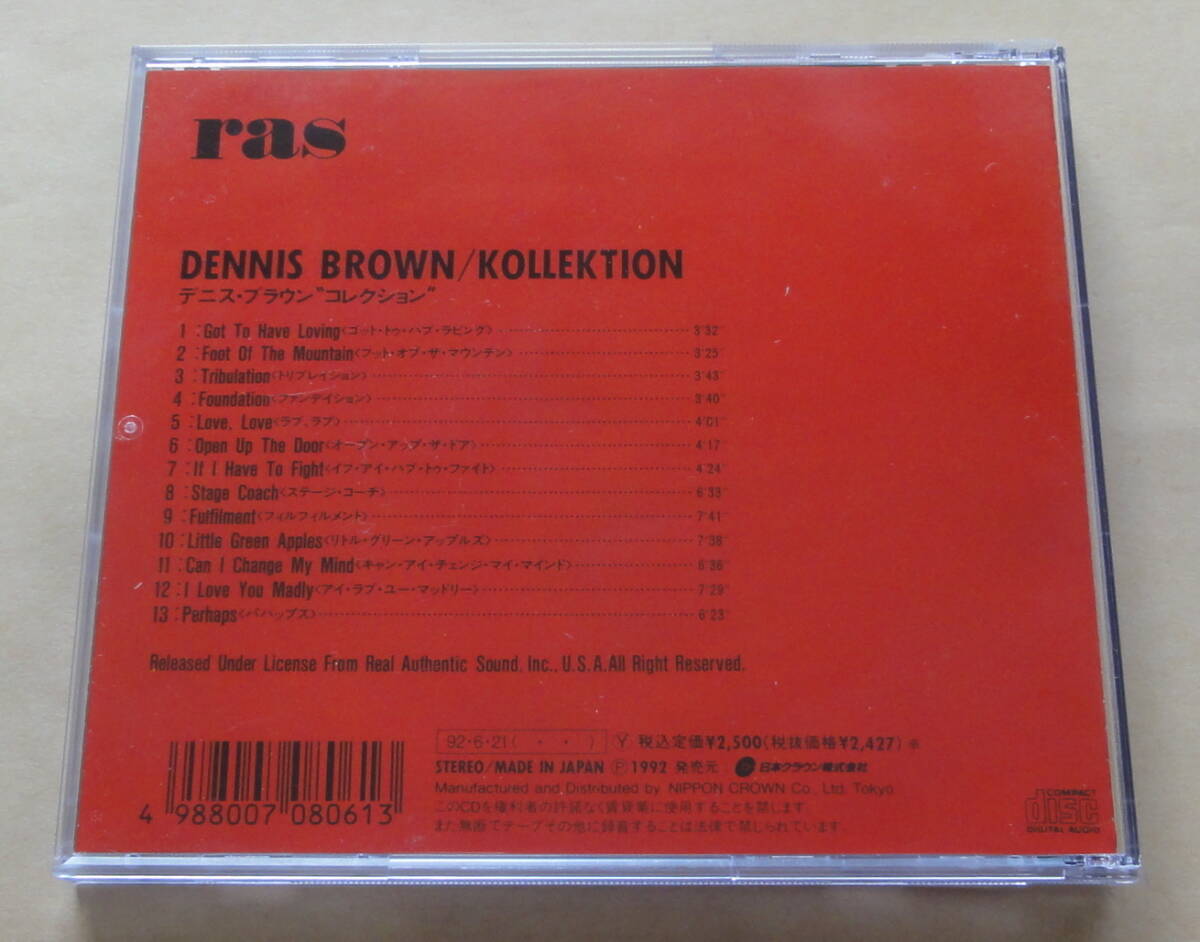 ras
DENNIS BROWN/KOLLEKTION
デニス・ブラウン"コレクション"
1 :Got To Have Loving<ゴット・トゥ・ハブ・ラビング> 3'32"
2 :Foot Of The Mountain<フット・オブ・ザ・マウンテン> 3'25"
3 :Tribulation<トリブレイション> 3'43"
4 :Foundation<ファンデイション> 3'40"
5 :Love, Love<ラブ、ラブ> 4'01"
6 :Open Up The Door<オープン・アップ・ザ・ドア> 4'17"
7 :If I Have To Fight<イフ・アイ・ハブ・トゥ・ファイト> 4'24"
8 :Stage Coach<ステージ・コーチ> 6'33"
9 :Fulfilment<フィルフィルメント> 7'41"
10 :Little Green Apples<リトル・グリーン・アップルズ> 7'38"
11 :Can I Change My Mind<キャン・アイ・チェンジ・マイ・マインド> 6'36"
12 :I Love You Madly<アイ・ラブ・ユー・マッドリー> 7'29"
13 :Perhaps<パハップス> 6'23"
Released Under License From Real Authentic Sound, Inc., U.S.A. All Right Reserved.
92・6・21( ・ ・ ) Ⓨ 税込定価¥2,500(税抜価格¥2,427)※
STEREO/MADE IN JAPAN Ⓟ 1992 発売元 日本クラウン株式会社
Manufactured and Distributed by NIPPON CROWN Co., Ltd. Tokyo.
このCDを権利者の許諾なく賃貸業に使用することを禁じます。
また無断でテープその他に録音することは法律で禁じられています。
4 988007 080613
COMPACT
disc
DIGITAL AUDIO